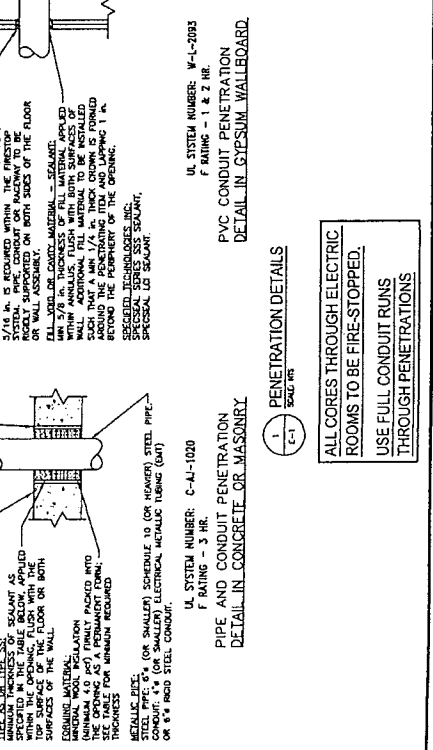 TYPE AS OR TYPE SSS
MINIMUM THICKNESS OF SEALANT AS
SPECIFIED IN THE TABLE BELOW, APPLIED
WITHIN THE OPENING, FLUSH WITH THE
TOP SURFACE OF THE FLOOR OR BOTH
SURFACES OF THE WALL.
FORMING MATERIAL:
MINERAL WOOL INSULATION
(MINIMUM 4.0 pcf) FIRMLY PACKED INTO
THE OPENING AS A PERMANENT FORM;
SEE TABLE FOR MINIMUM REQUIRED
THICKNESS
METALLIC PIPE:
STEEL PIPE: 6"ø (OR SMALLER) SCHEDULE 10 (OR HEAVIER) STEEL PIPE.
CONDUIT: 4"ø (OR SMALLER) ELECTRICAL METALLIC TUBING (EMT)
OR 6"ø RIGID STEEL CONDUIT.
UL SYSTEM NUMBER: C-AJ-1020
F RATING - 3 HR.
PIPE AND CONDUIT PENETRATION
DETAIL IN CONCRETE OR MASONRY
5/16 in. IS REQUIRED WITHIN THE FIRESTOP
SYSTEM. PIPE, CONDUIT OR RACEWAY TO BE
RIGIDLY SUPPORTED ON BOTH SIDES OF THE FLOOR
OR WALL ASSEMBLY.
FILL, VOID OR CAVITY MATERIAL - SEALANT:
MIN 5/8 in. THICKNESS OF FILL MATERIAL APPLIED
WITHIN ANNULUS, FLUSH WITH BOTH SURFACES OF
WALL. ADDITIONAL FILL MATERIAL TO BE INSTALLED
SUCH THAT A MIN 1/4 in. THICK CROWN IS FORMED
AROUND THE PENETRATING ITEM AND LAPPING 1 in.
BEYOND THE PERIPHERY OF THE OPENING.
SPECIFIED TECHNOLOGIES INC:
SPECSEAL SERIES SSS SEALANT,
SPECSEAL LCI SEALANT.
UL SYSTEM NUMBER: W-L-2093
F RATING - 1 & 2 HR.
PVC CONDUIT PENETRATION
DETAIL IN GYPSUM WALLBOARD
1
E-1
PENETRATION DETAILS
SCALE: NTS
ALL CORES THROUGH ELECTRIC
ROOMS TO BE FIRE-STOPPED.
USE FULL CONDUIT RUNS
THROUGH PENETRATIONS